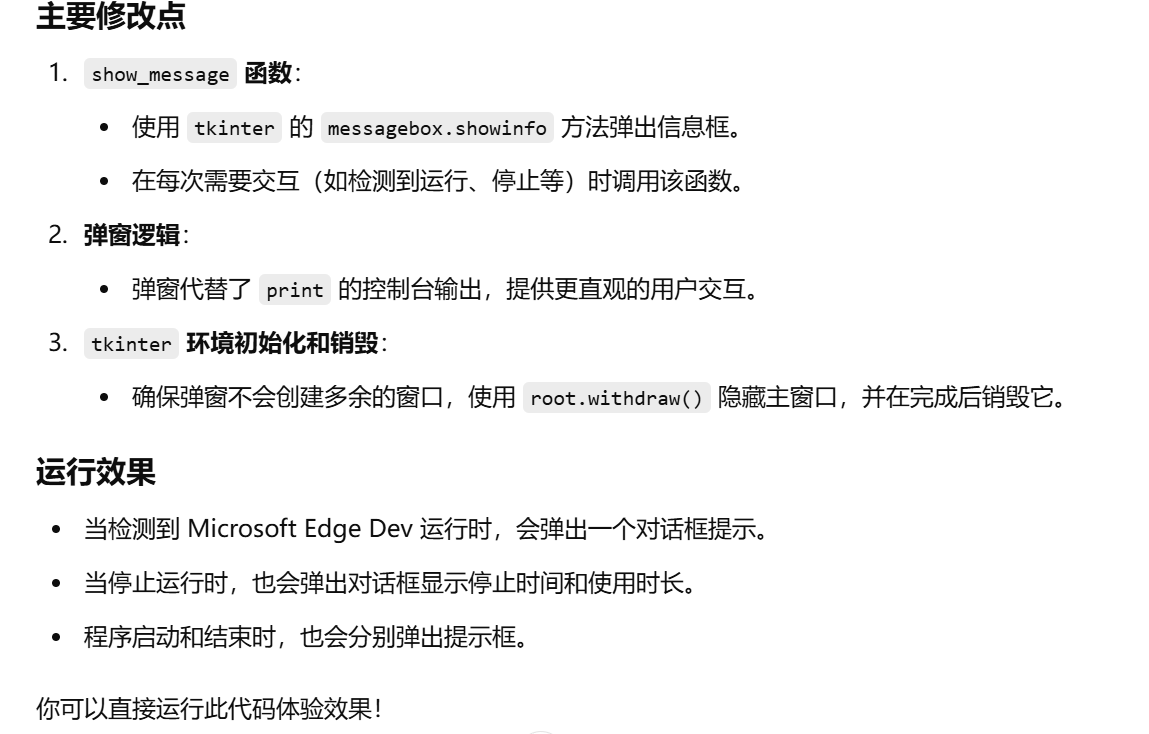 主要修改点
1. show_message 函数：
• 使用 tkinter 的 messagebox.showinfo 方法弹出信息框。
• 在每次需要交互（如检测到运行、停止等）时调用该函数。
2. 弹窗逻辑：
• 弹窗代替了 print 的控制台输出，提供更直观的用户交互。
3. tkinter 环境初始化和销毁：
• 确保弹窗不会创建多余的窗口，使用 root.withdraw() 隐藏主窗口，并在完成后销毁它。
运行效果
• 当检测到 Microsoft Edge Dev 运行时，会弹出一个对话框提示。
• 当停止运行时，也会弹出对话框显示停止时间和使用时长。
• 程序启动和结束时，也会分别弹出提示框。
你可以直接运行此代码体验效果！